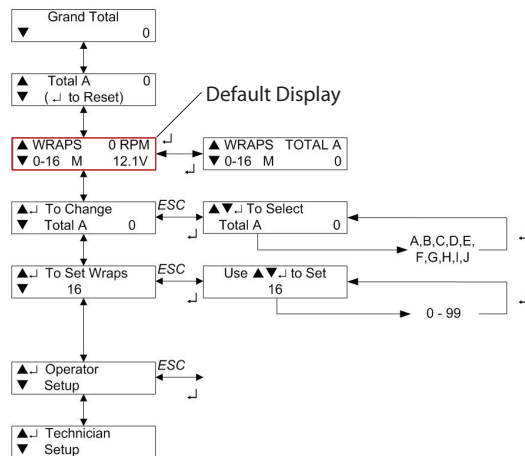 Grand Total
▼ 0
▲ Total A 0
▼ (↵ to Reset)
Default Display
▲ WRAPS 0 RPM
▼ 0-16 M 12.1V
↵
↵
▲ WRAPS TOTAL A
▼ 0-16 M 0
▲↵ To Change
▼ Total A 0
ESC
↵
▲▼↵ To Select
Total A 0
A,B,C,D,E,
F,G,H,I,J
↵
▲↵ To Set Wraps
▼ 16
ESC
↵
Use ▲▼↵ to Set
16
0 - 99
↵
▲↵ Operator
▼ Setup
ESC
↵
▲↵ Technician
▼ Setup